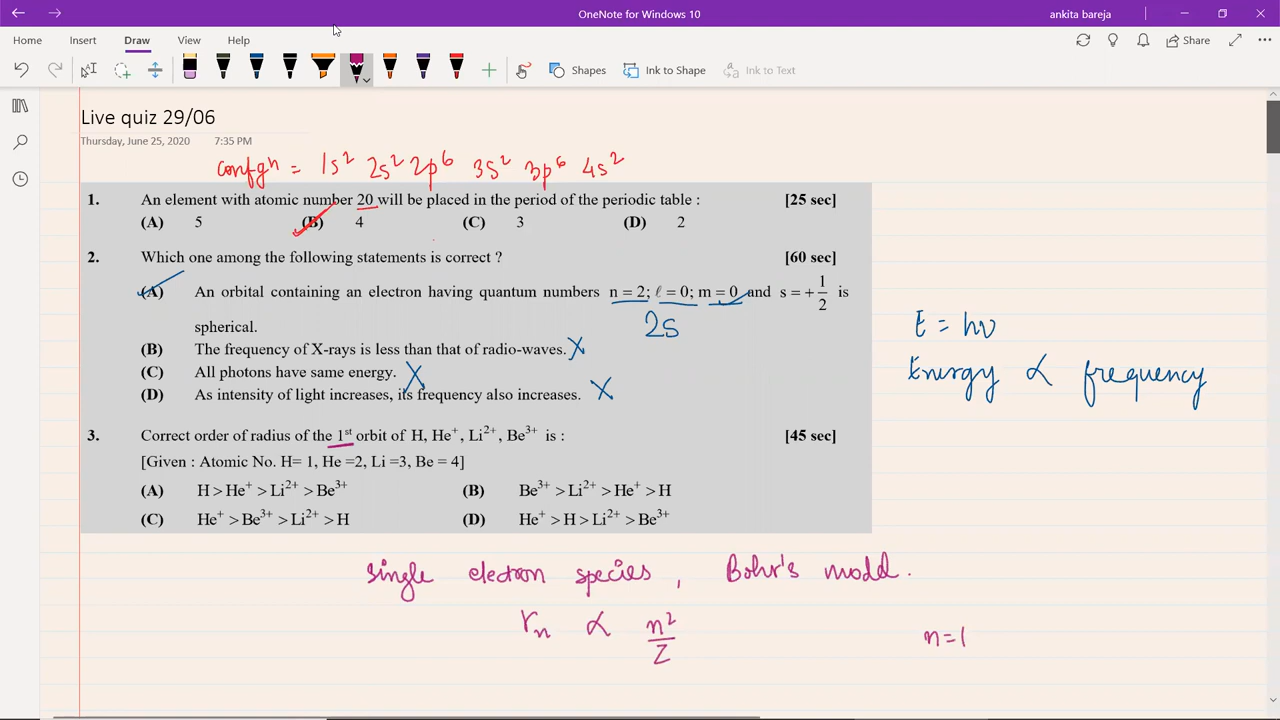 OneNote for Windows 10
ankita bareja
Home Insert Draw View Help
Share
Shapes Ink to Shape Ink to Text
Live quiz 29/06
Thursday, June 25, 2020 7:35 PM
confgⁿ = 1s² 2s² 2p⁶ 3s² 3p⁶ 4s²
1. An element with atomic number 20 will be placed in the period of the periodic table : [25 sec]
(A) 5 (B) 4 (C) 3 (D) 2
2. Which one among the following statements is correct ? [60 sec]
(A) An orbital containing an electron having quantum numbers n = 2; ℓ = 0; m = 0 and s = + 1/2 is
spherical.
2s
(B) The frequency of X-rays is less than that of radio-waves. X
(C) All photons have same energy. X
(D) As intensity of light increases, its frequency also increases. X
E = hν
Energy ∝ frequency
3. Correct order of radius of the 1ˢᵗ orbit of H, He⁺, Li²⁺, Be³⁺ is : [45 sec]
[Given : Atomic No. H= 1, He =2, Li =3, Be = 4]
(A) H > He⁺ > Li²⁺ > Be³⁺ (B) Be³⁺ > Li²⁺ > He⁺ > H
(C) He⁺ > Be³⁺ > Li²⁺ > H (D) He⁺ > H > Li²⁺ > Be³⁺
single electron species, Bohr's model.
rₙ ∝ n²/Z n=1